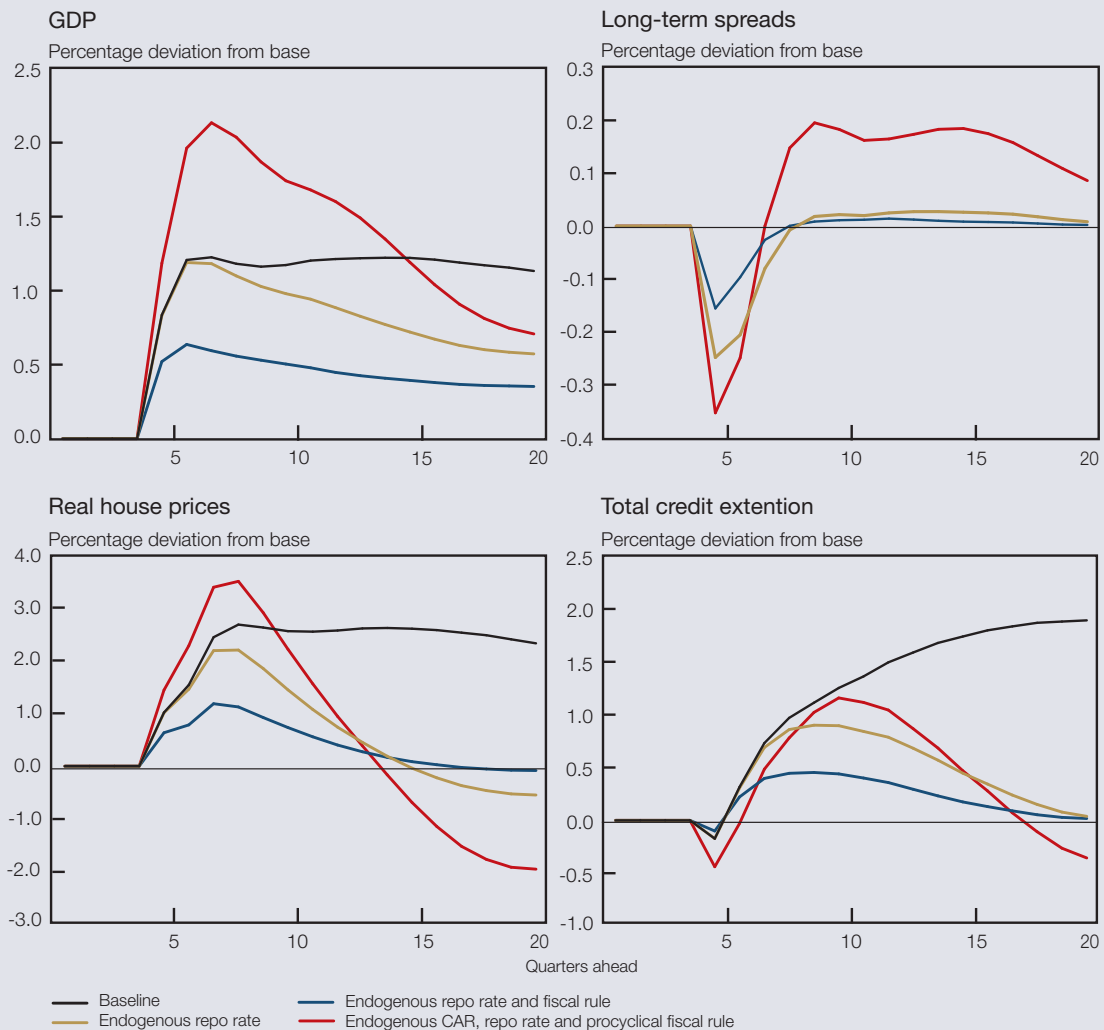 GDP
Percentage deviation from base
2.5
2.0
1.5
1.0
0.5
0.0
5 10 15 20
Long-term spreads
Percentage deviation from base
0.3
0.2
0.1
0.0
-0.1
-0.2
-0.3
-0.4
5 10 15 20
Real house prices
Percentage deviation from base
4.0
3.0
2.0
1.0
0.0
-1.0
-2.0
-3.0
5 10 15 20
Total credit extention
Percentage deviation from base
2.5
2.0
1.5
1.0
0.5
0.0
-0.5
-1.0
5 10 15 20
Quarters ahead
Baseline
Endogenous repo rate
Endogenous repo rate and fiscal rule
Endogenous CAR, repo rate and procyclical fiscal rule